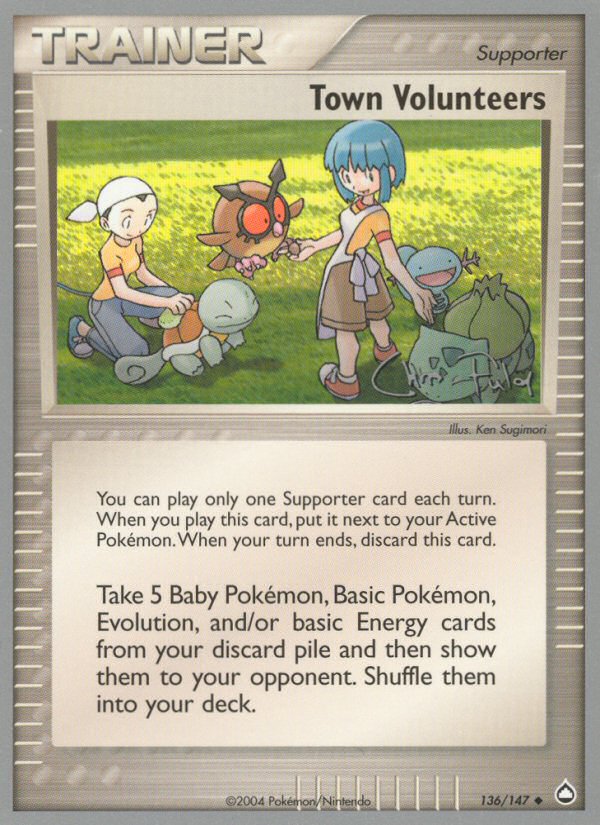 TRAINER
Supporter
Town Volunteers
Chris Fulop
Illus. Ken Sugimori
You can play only one Supporter card each turn.
When you play this card, put it next to your Active
Pokémon. When your turn ends, discard this card.
Take 5 Baby Pokémon, Basic Pokémon,
Evolution, and/or basic Energy cards
from your discard pile and then show
them to your opponent. Shuffle them
into your deck.
©2004 Pokémon/Nintendo
136/147